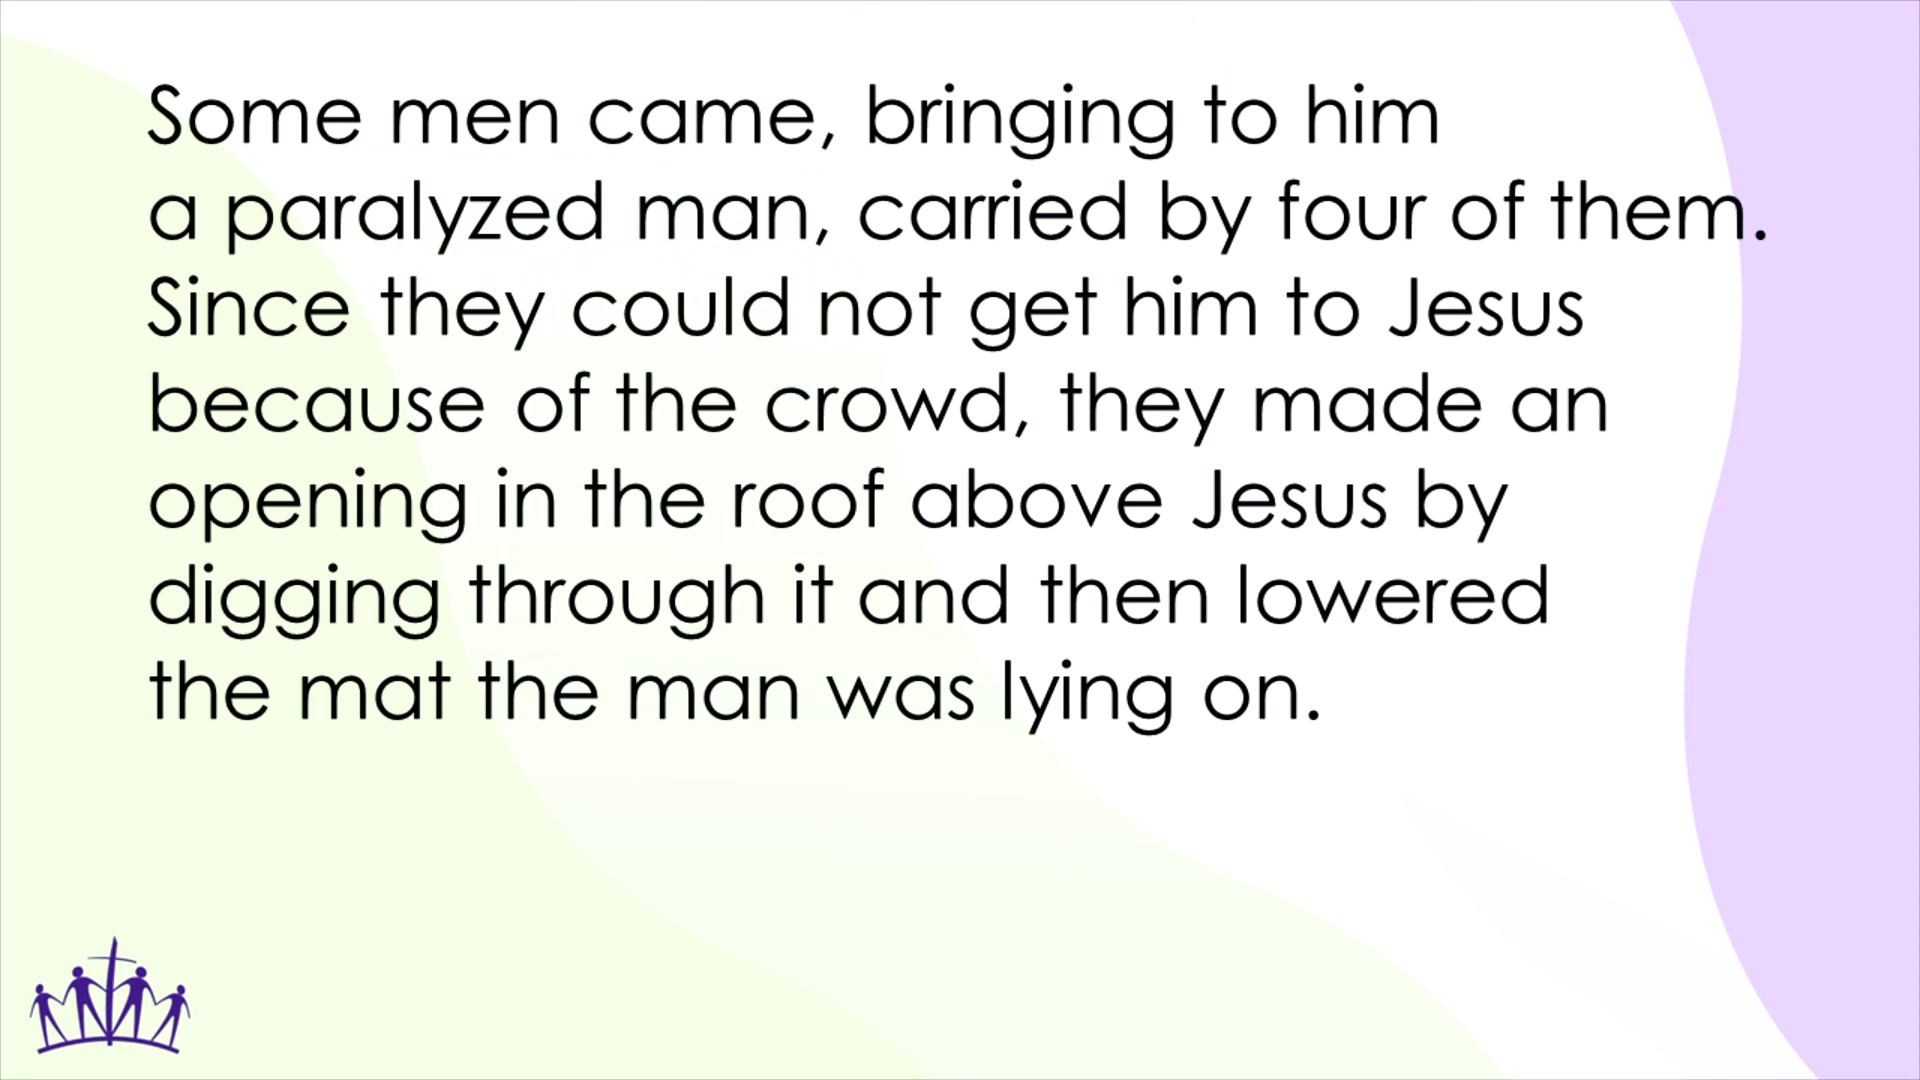 Some men came, bringing to him
a paralyzed man, carried by four of them.
Since they could not get him to Jesus
because of the crowd, they made an
opening in the roof above Jesus by
digging through it and then lowered
the mat the man was lying on.